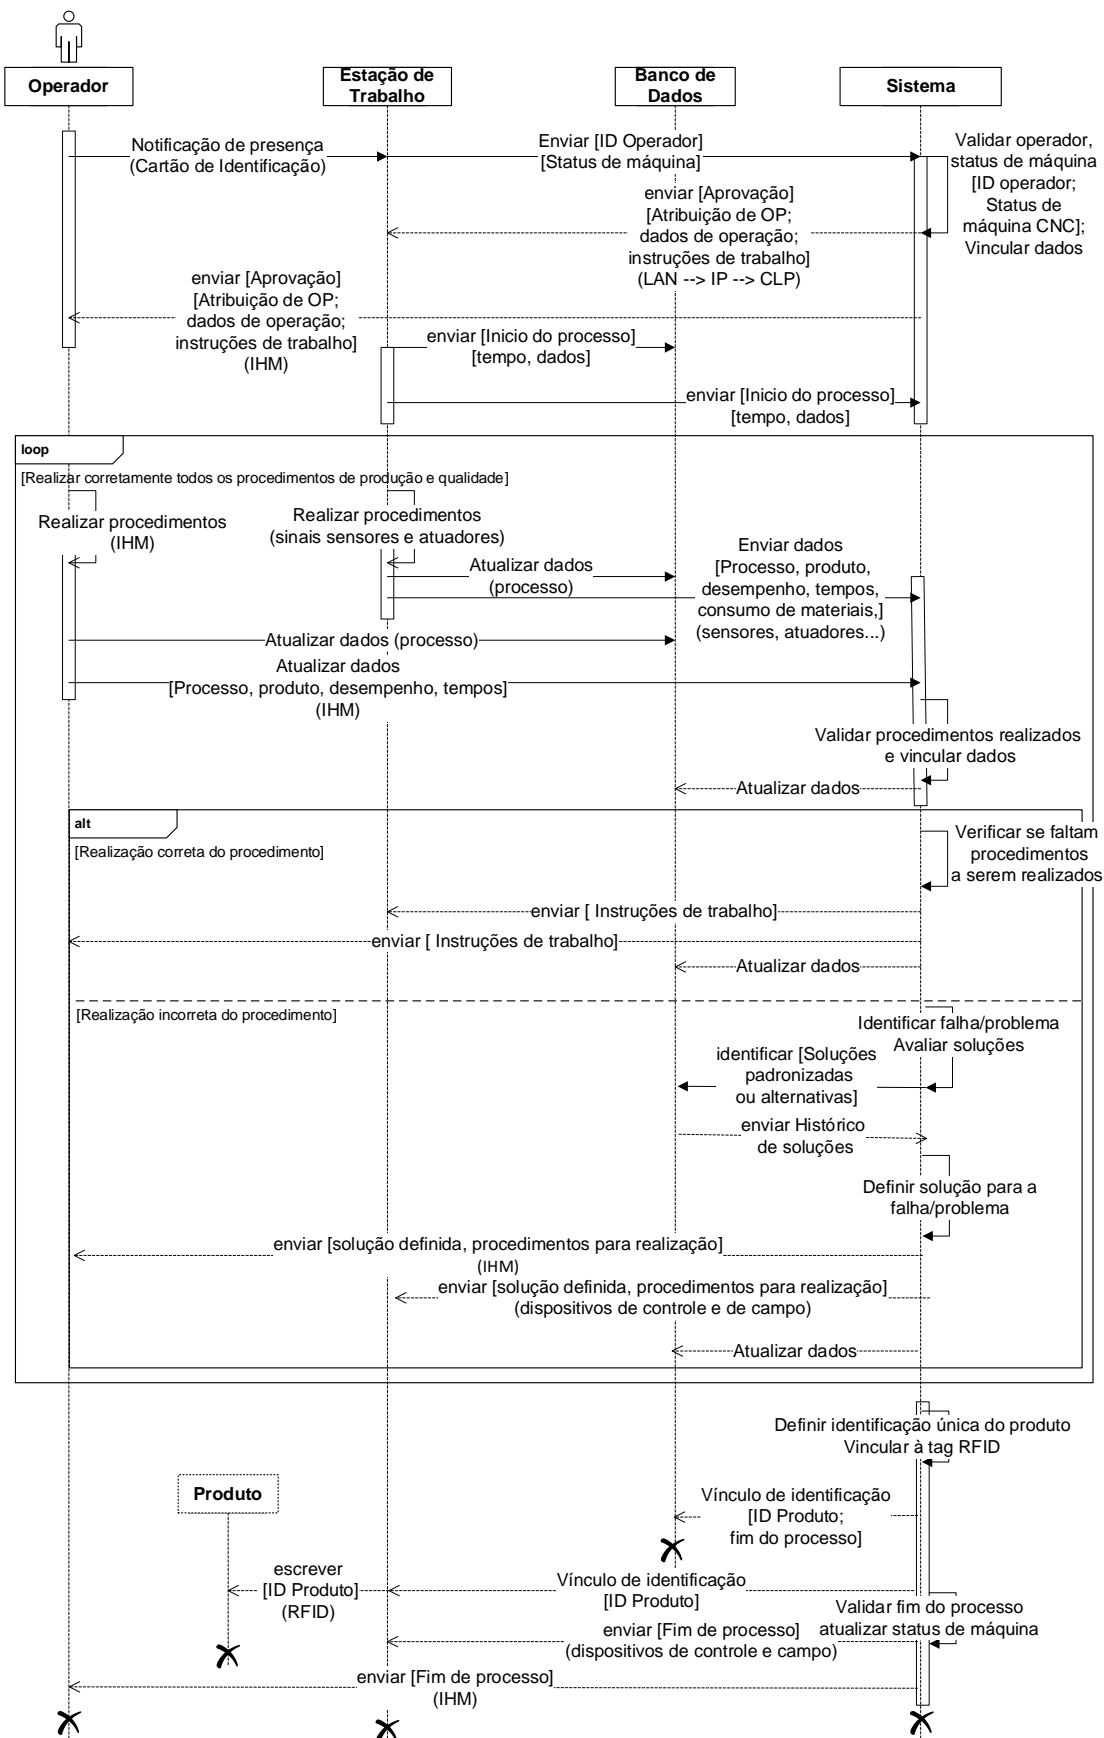 Operador
Estação de
Trabalho
Banco de
Dados
Sistema
Notificação de presença
(Cartão de Identificação)
Enviar [ID Operador]
[Status de máquina]
Validar operador,
status de máquina
[ID operador;
Status de
máquina CNC];
Vincular dados
enviar [Aprovação]
[Atribuição de OP;
dados de operação;
instruções de trabalho]
(LAN --> IP --> CLP)
enviar [Aprovação]
[Atribuição de OP;
dados de operação;
instruções de trabalho]
(IHM)
enviar [Inicio do processo]
[tempo, dados]
enviar [Inicio do processo]
[tempo, dados]
loop
[Realizar corretamente todos os procedimentos de produção e qualidade]
Realizar procedimentos
(IHM)
Realizar procedimentos
(sinais sensores e atuadores)
Atualizar dados
(processo)
Enviar dados
[Processo, produto,
desempenho, tempos,
consumo de materiais,]
(sensores, atuadores...)
Atualizar dados (processo)
Atualizar dados
[Processo, produto, desempenho, tempos]
(IHM)
Validar procedimentos realizados
e vincular dados
Atualizar dados
alt
[Realização correta do procedimento]
Verificar se faltam
procedimentos
a serem realizados
enviar [ Instruções de trabalho]
enviar [ Instruções de trabalho]
Atualizar dados
[Realização incorreta do procedimento]
Identificar falha/problema
Avaliar soluções
identificar [Soluções
padronizadas
ou alternativas]
enviar Histórico
de soluções
Definir solução para a
falha/problema
enviar [solução definida, procedimentos para realização]
(IHM)
enviar [solução definida, procedimentos para realização]
(dispositivos de controle e de campo)
Atualizar dados
Definir identificação única do produto
Vincular à tag RFID
Produto
Vínculo de identificação
[ID Produto;
fim do processo]
escrever
[ID Produto]
(RFID)
Vínculo de identificação
[ID Produto]
Validar fim do processo
atualizar status de máquina
enviar [Fim de processo]
(dispositivos de controle e campo)
enviar [Fim de processo]
(IHM)